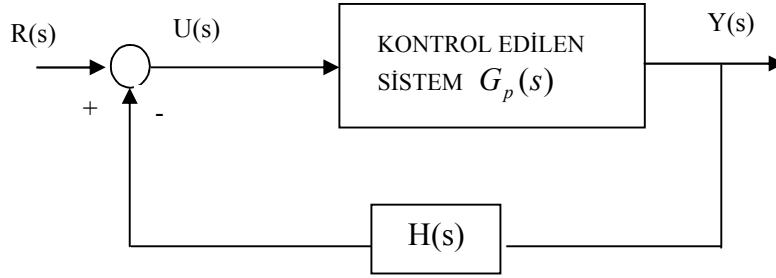 R(s)
U(s)
KONTROL EDİLEN
SİSTEM G_p(s)
Y(s)
+
-
H(s)